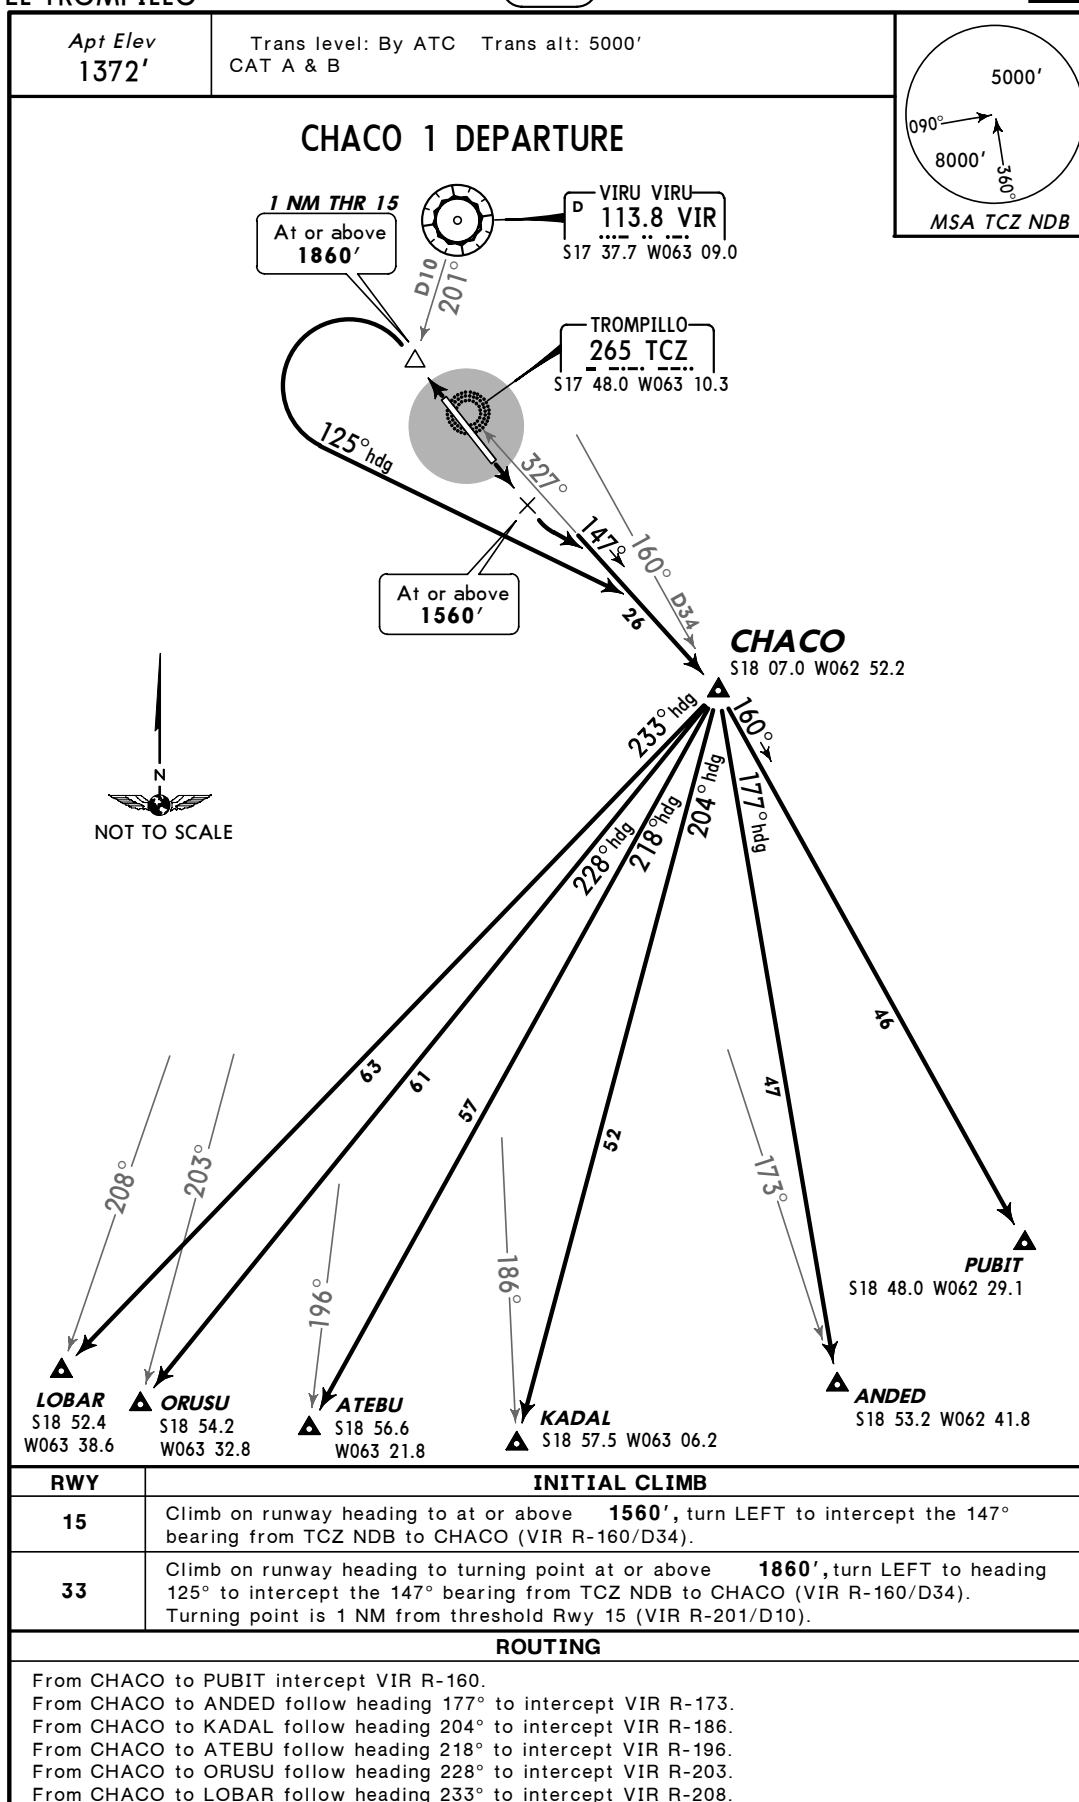 EL TROMPILLO
Apt Elev
1372'
Trans level: By ATC Trans alt: 5000'
CAT A & B
5000'
090°
8000'
360°
MSA TCZ NDB
CHACO 1 DEPARTURE
1 NM THR 15
At or above
1860'
VIRU VIRU
D 113.8 VIR
S17 37.7 W063 09.0
D10
201°
TROMPILLO
265 TCZ
S17 48.0 W063 10.3
125° hdg
327°
147°
160°
D34
At or above
1560'
26
CHACO
S18 07.0 W062 52.2
N
NOT TO SCALE
233° hdg
228° hdg
218° hdg
204° hdg
177° hdg
160°
63
61
57
52
47
46
208°
203°
196°
186°
173°
PUBIT
S18 48.0 W062 29.1
LOBAR
S18 52.4
W063 38.6
ORUSU
S18 54.2
W063 32.8
ATEBU
S18 56.6
W063 21.8
KADAL
S18 57.5 W063 06.2
ANDED
S18 53.2 W062 41.8
RWY INITIAL CLIMB
15
Climb on runway heading to at or above 1560', turn LEFT to intercept the 147°
bearing from TCZ NDB to CHACO (VIR R-160/D34).
33
Climb on runway heading to turning point at or above 1860', turn LEFT to heading
125° to intercept the 147° bearing from TCZ NDB to CHACO (VIR R-160/D34).
Turning point is 1 NM from threshold Rwy 15 (VIR R-201/D10).
ROUTING
From CHACO to PUBIT intercept VIR R-160.
From CHACO to ANDED follow heading 177° to intercept VIR R-173.
From CHACO to KADAL follow heading 204° to intercept VIR R-186.
From CHACO to ATEBU follow heading 218° to intercept VIR R-196.
From CHACO to ORUSU follow heading 228° to intercept VIR R-203.
From CHACO to LOBAR follow heading 233° to intercept VIR R-208.